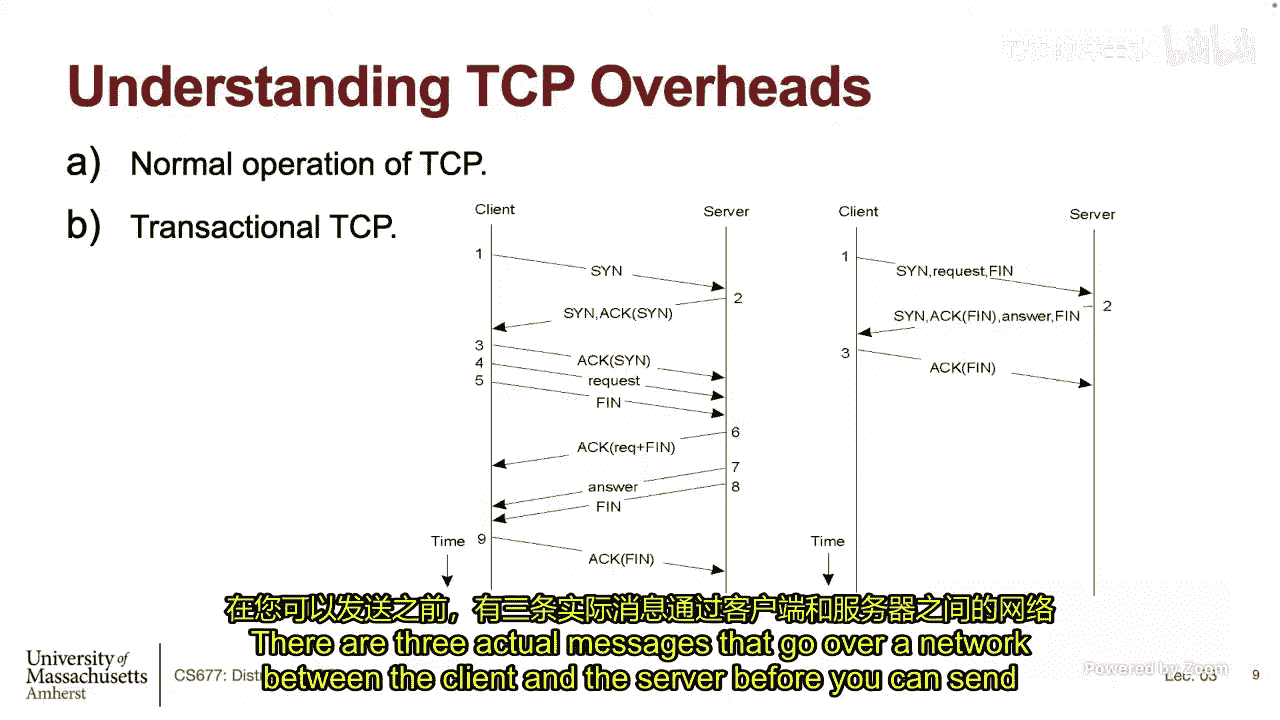 Understanding TCP Overheads
a) Normal operation of TCP.
b) Transactional TCP.
Client
Server
1
SYN
2
SYN,ACK(SYN)
3
ACK(SYN)
4
request
5
FIN
6
ACK(req+FIN)
7
answer
8
FIN
Time
9
ACK(FIN)
Client
Server
1
SYN,request,FIN
2
SYN,ACK(FIN),answer,FIN
3
ACK(FIN)
Time
在您可以发送之前，有三条实际消息通过客户端和服务器之间的网络
There are three actual messages that go over a network
between the client and the server before you can send
University of
Massachusetts
Amherst
CS677:
Powered by Zoom
Lec. 03
9
bilibili